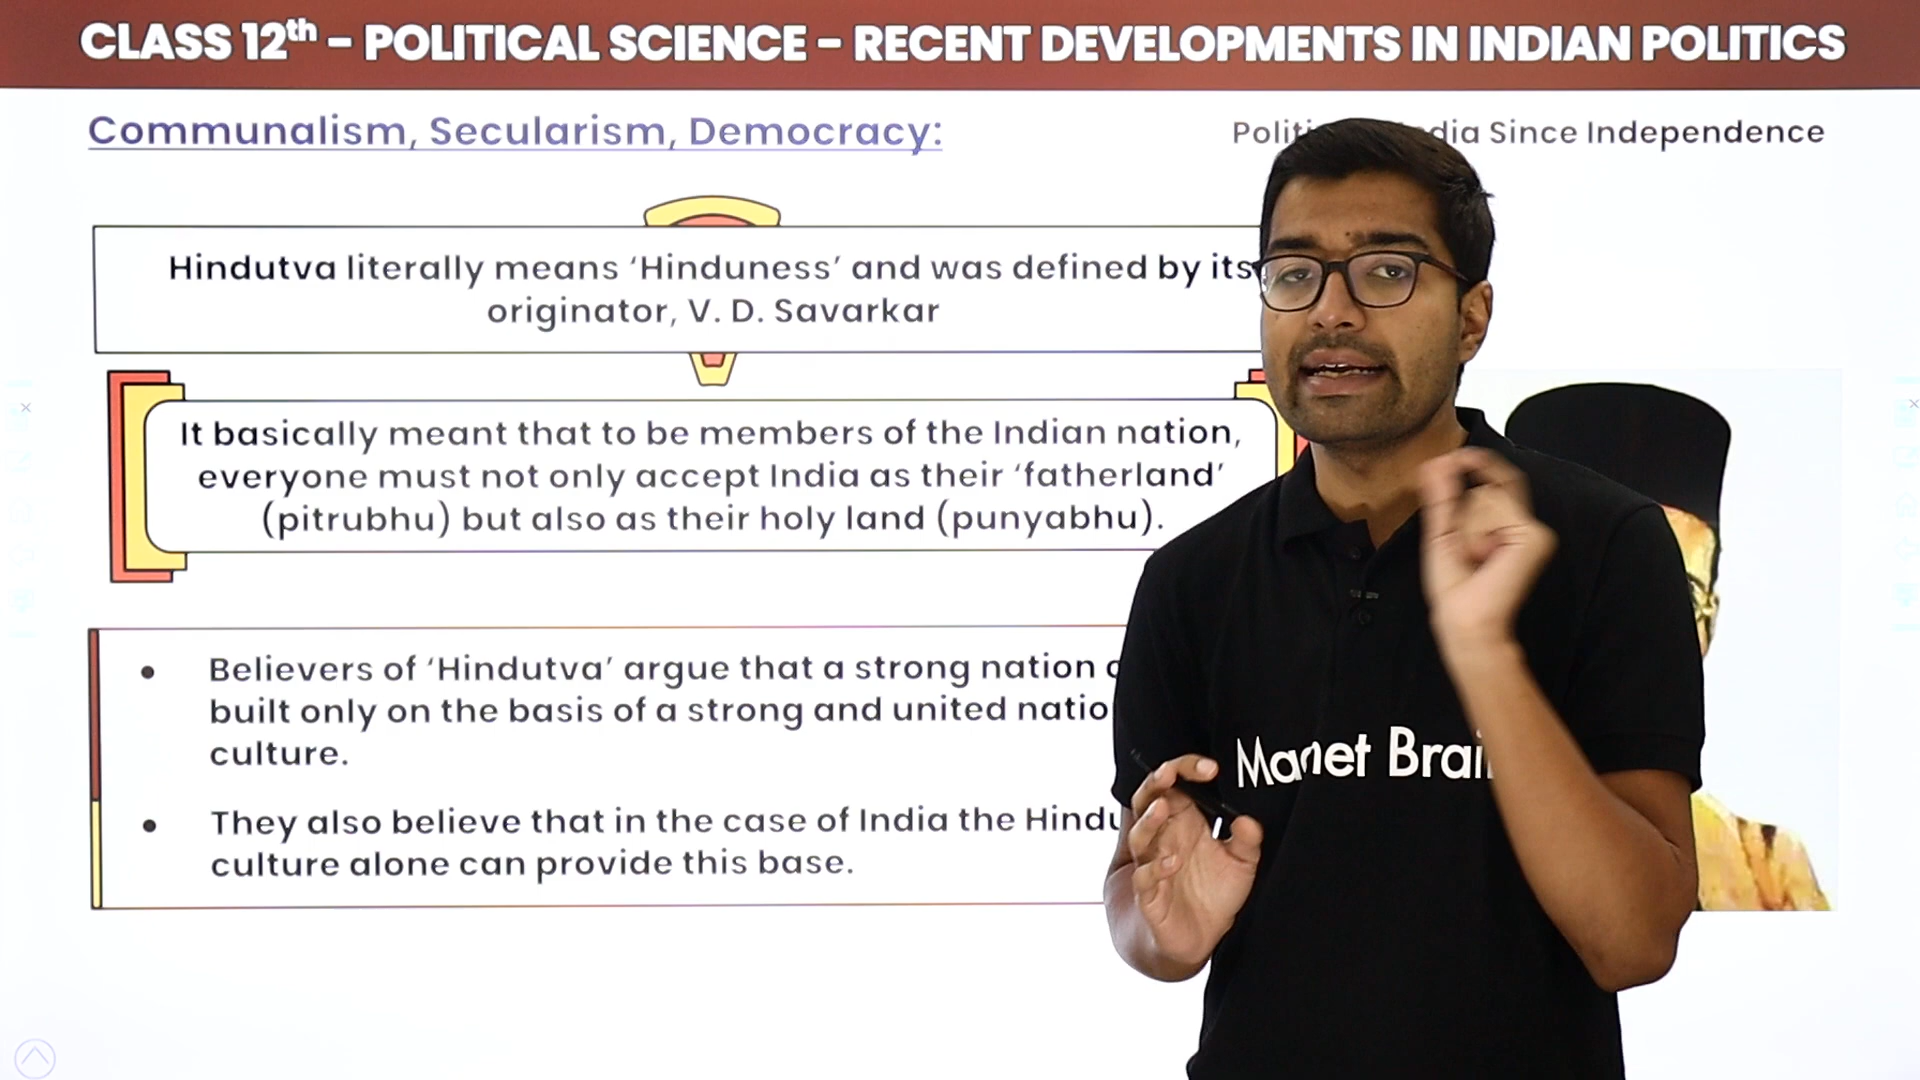 CLASS 12th – POLITICAL SCIENCE – RECENT DEVELOPMENTS IN INDIAN POLITICS
Communalism, Secularism, Democracy:
Since Independence
Hindutva literally means ‘Hinduness’ and was defined by its
originator, V. D. Savarkar
It basically meant that to be members of the Indian nation,
everyone must not only accept India as their ‘fatherland’
(pitrubhu) but also as their holy land (punyabhu).
• Believers of ‘Hindutva’ argue that a strong nation
built only on the basis of a strong and united
culture.
• They also believe that in the case of India the
culture alone can provide this base.